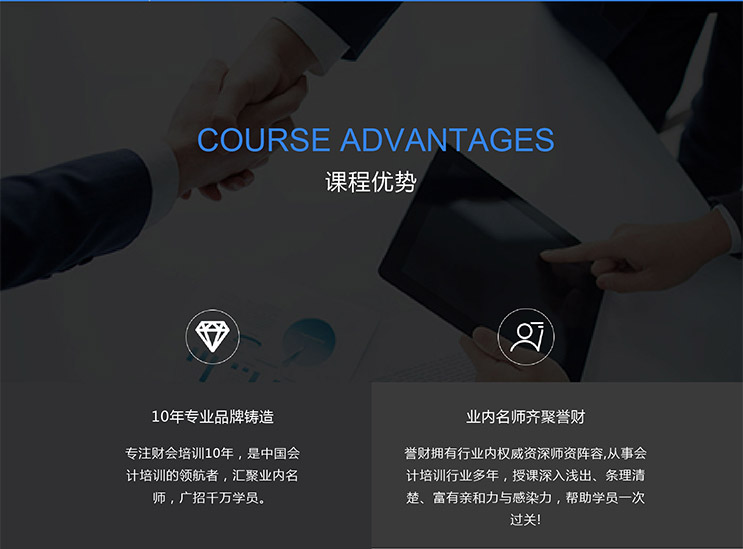 COURSE ADVANTAGES
课程优势
10年专业品牌铸造
专注财会培训10年，是中国会
计培训的领航者，汇聚业内名
师，广招千万学员。
业内名师齐聚誉财
誉财拥有行业内权威资深师资阵容,从事会
计培训行业多年，授课深入浅出、条理清
楚、富有亲和力与感染力，帮助学员一次
过关!